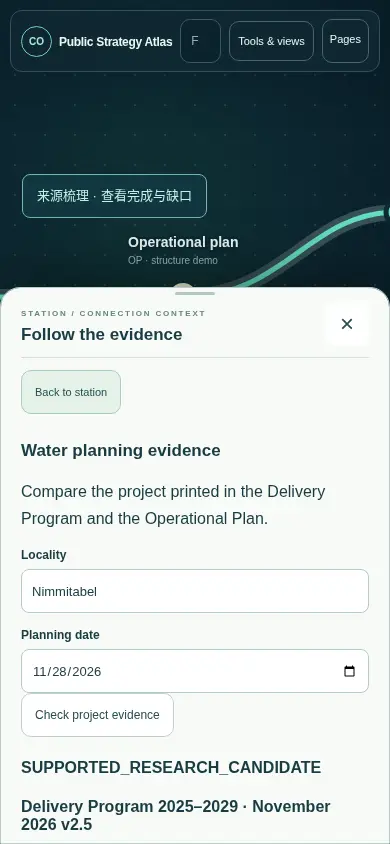 CO
Public Strategy Atlas
F
Tools & views
Pages
来源梳理 · 查看完成与缺口
Operational plan
OP · structure demo
STATION / CONNECTION CONTEXT
Follow the evidence
✕
Back to station
Water planning evidence
Compare the project printed in the Delivery
Program and the Operational Plan.
Locality
Nimmitabel
Planning date
11/28/2026
Check project evidence
SUPPORTED_RESEARCH_CANDIDATE
Delivery Program 2025–2029 · November
2026 v2.5